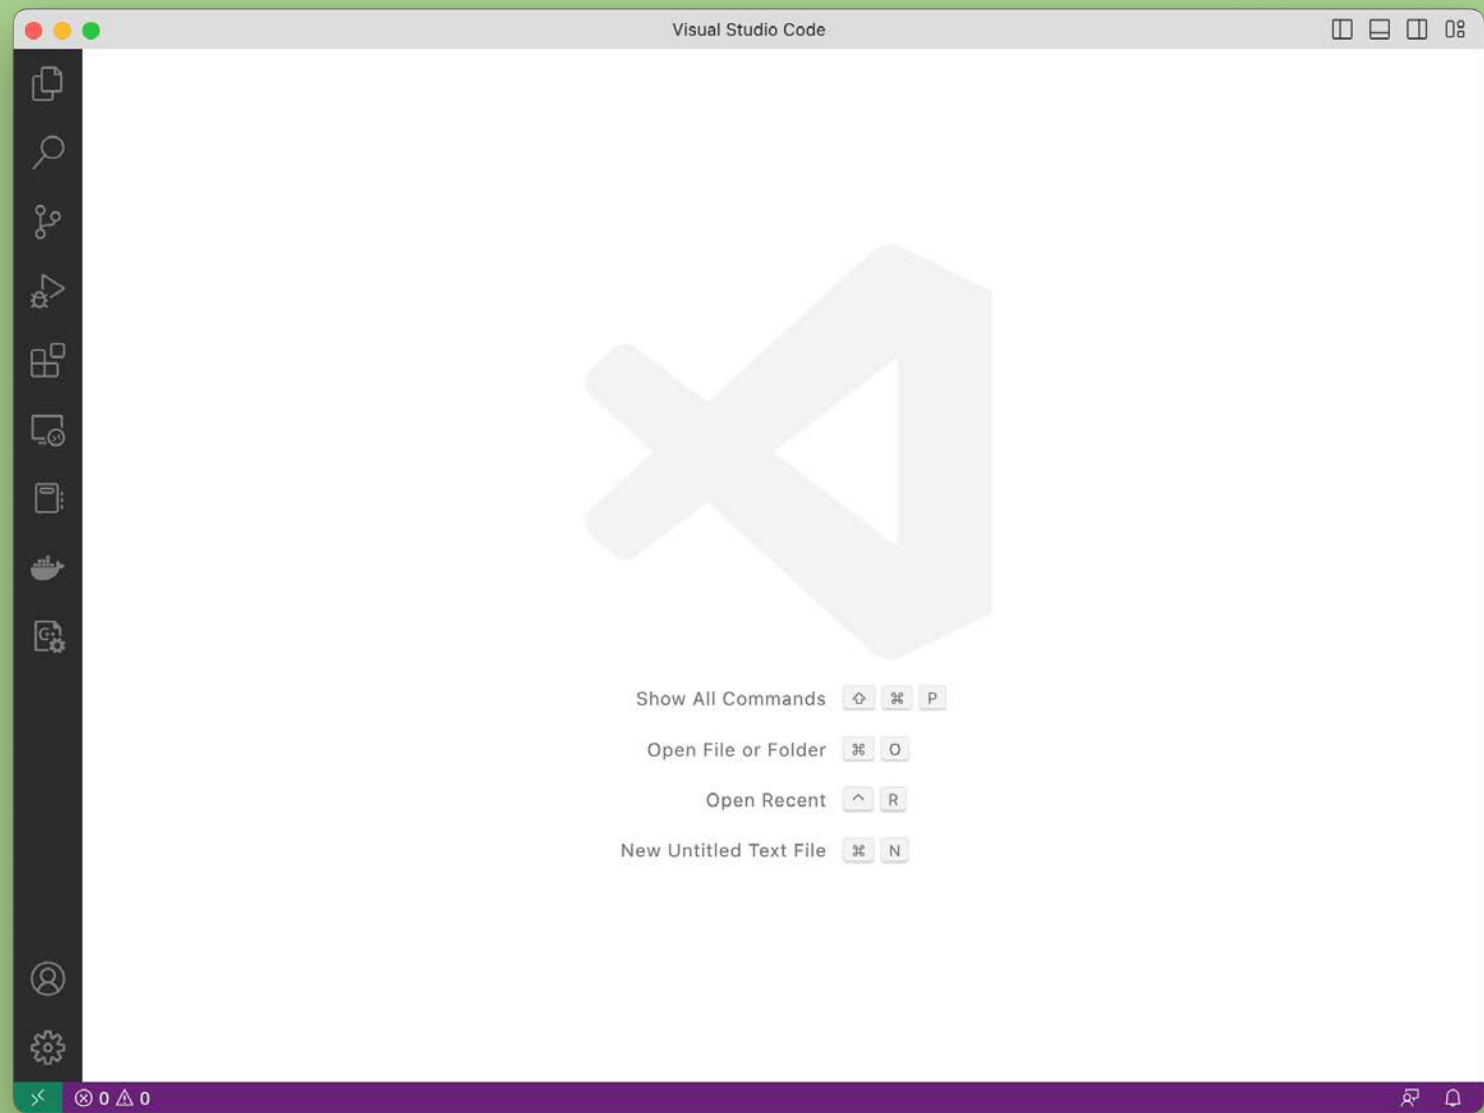 Visual Studio Code
Show All Commands ⇧ ⌘ P
Open File or Folder ⌘ O
Open Recent ^ R
New Untitled Text File ⌘ N
0 0